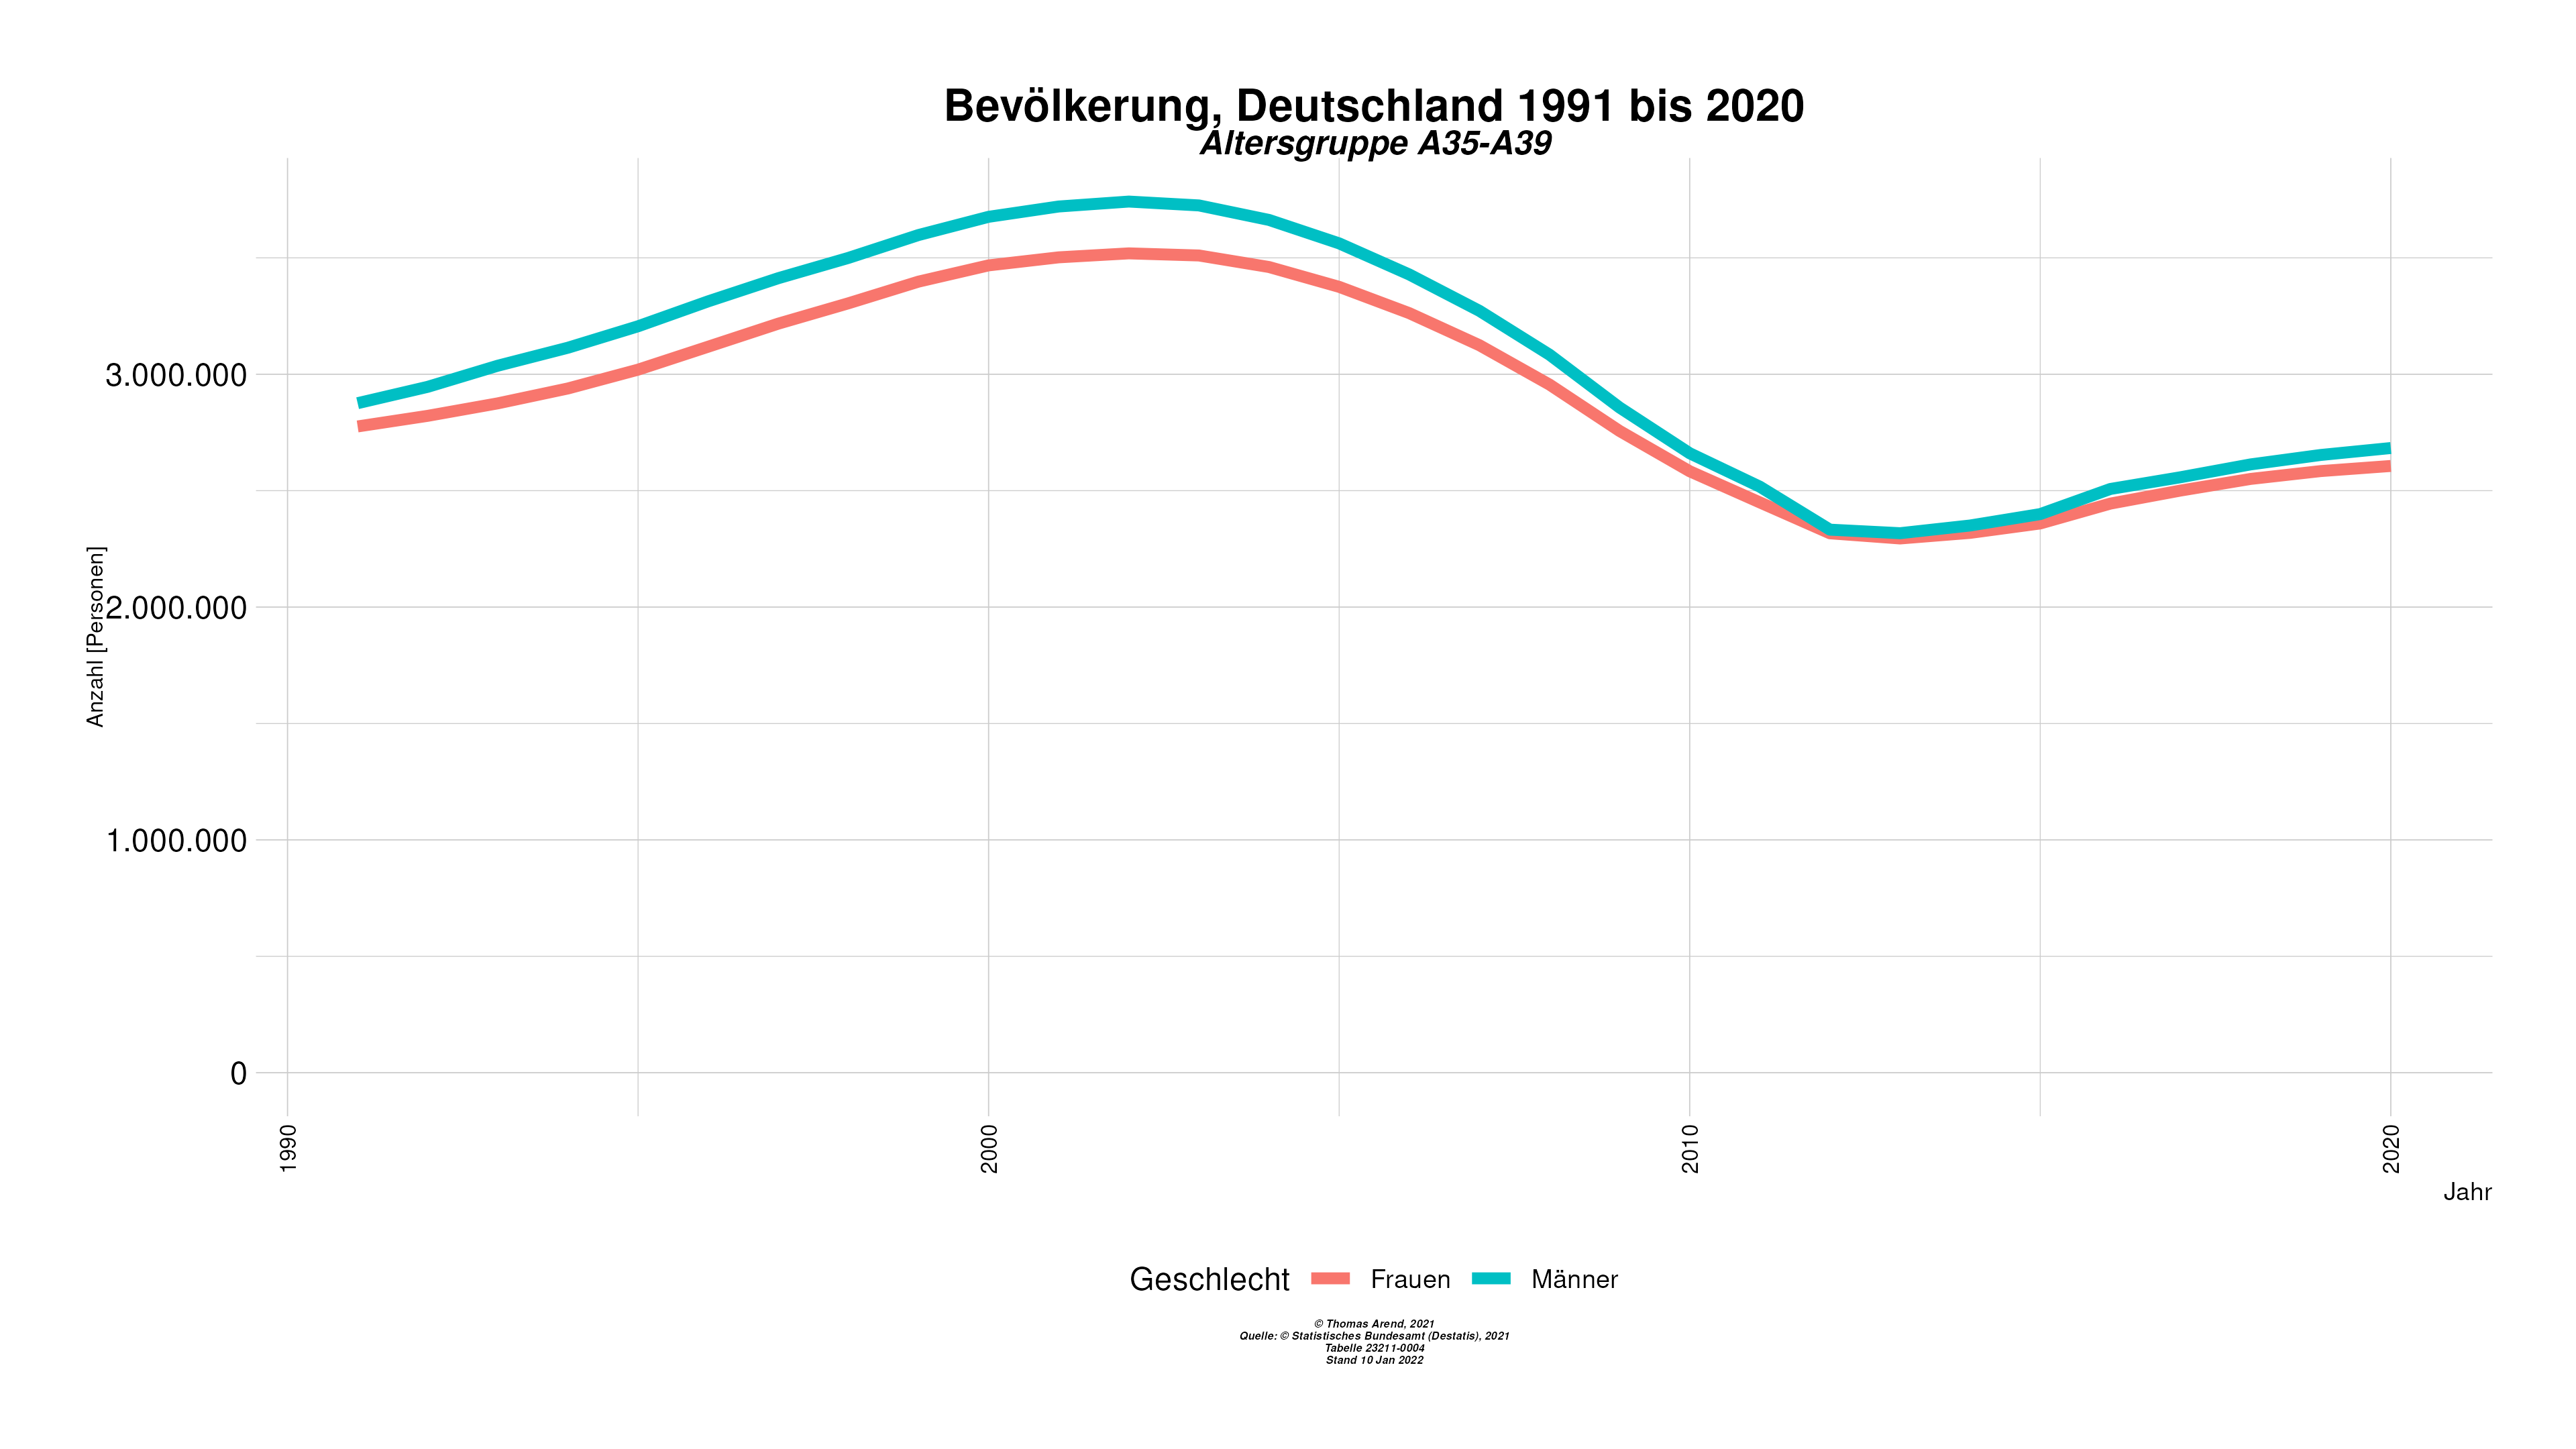 Bevölkerung, Deutschland 1991 bis 2020
Altersgruppe A35-A39
Anzahl [Personen]
3.000.000
2.000.000
1.000.000
0
1990
2000
2010
2020
Jahr
Geschlecht Frauen Männer
© Thomas Arend, 2021
Quelle: © Statistisches Bundesamt (Destatis), 2021
Tabelle 23211-0004
Stand 10 Jan 2022